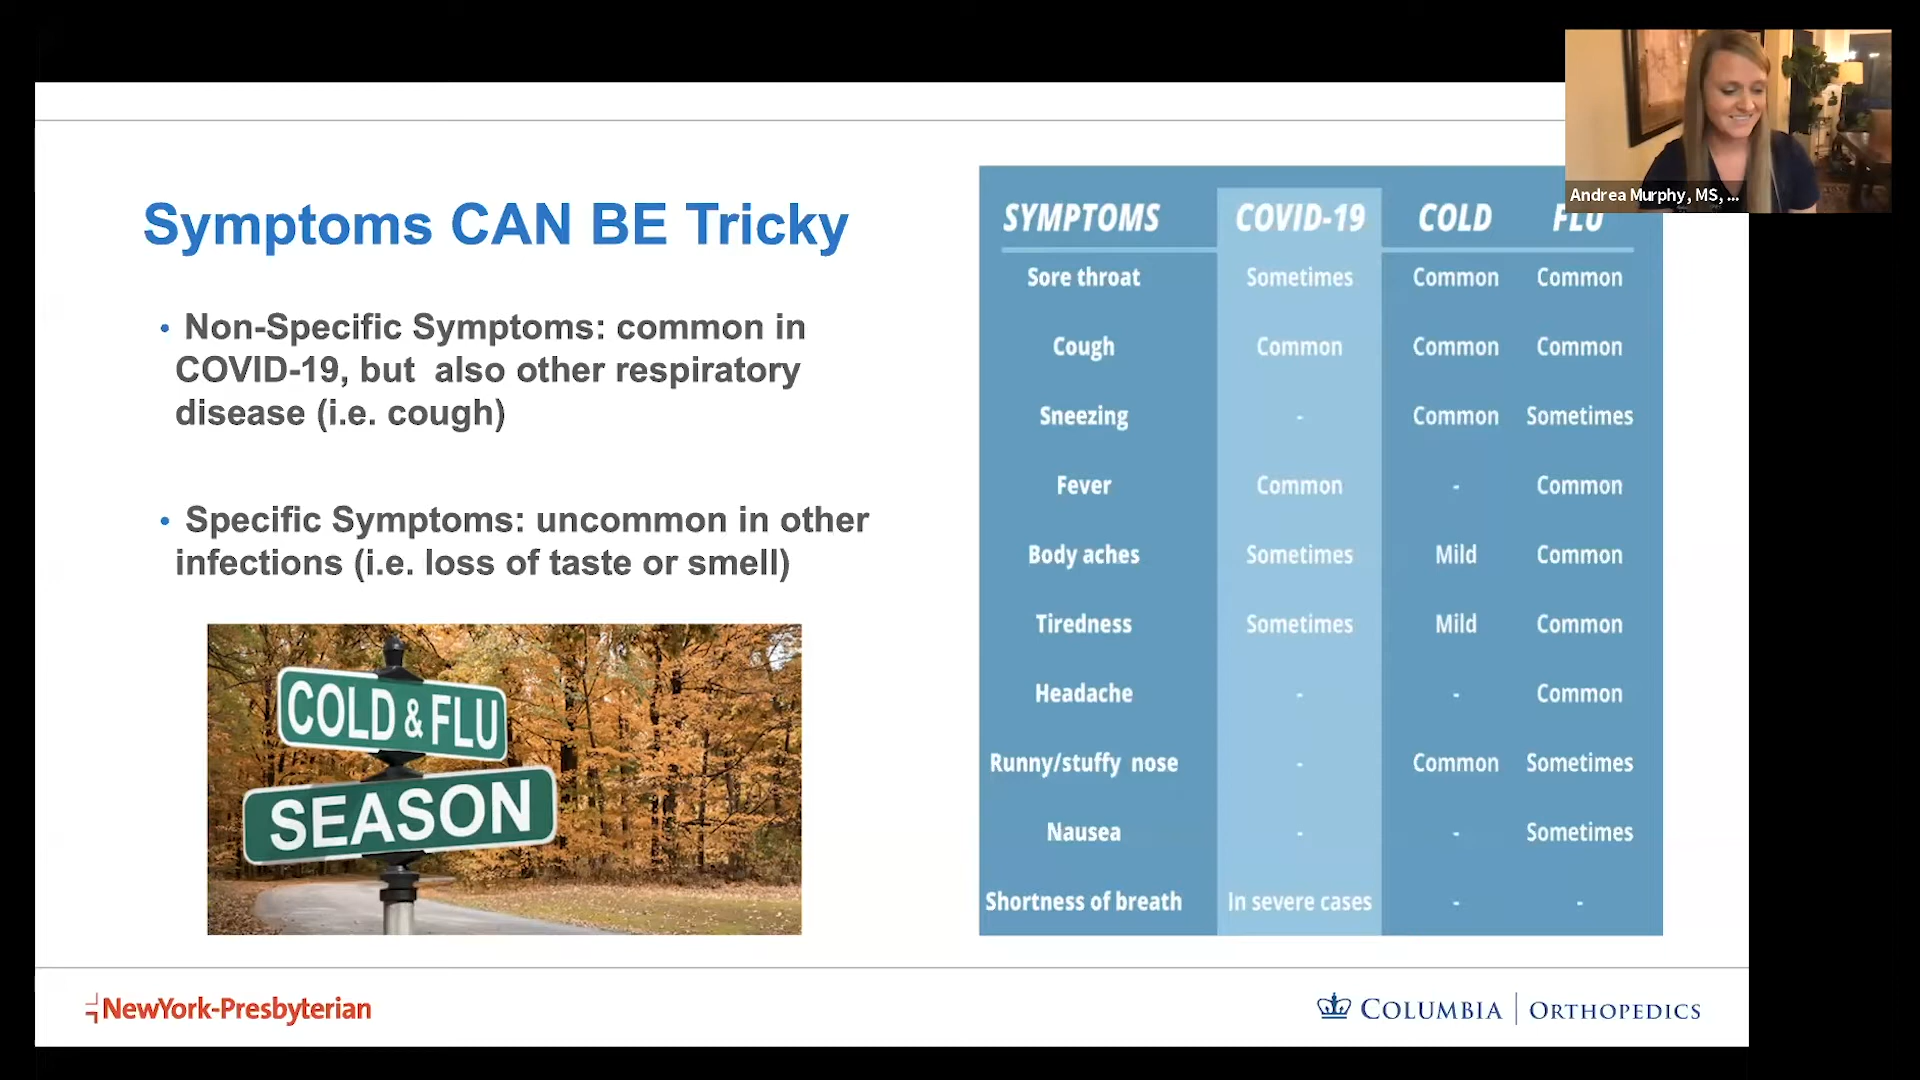 Andrea Murphy, MS, ...
Symptoms CAN BE Tricky
• Non-Specific Symptoms: common in
COVID-19, but also other respiratory
disease (i.e. cough)
• Specific Symptoms: uncommon in other
infections (i.e. loss of taste or smell)
COLD & FLU
SEASON
SYMPTOMS COVID-19 COLD FLU
Sore throat Sometimes Common Common
Cough Common Common Common
Sneezing - Common Sometimes
Fever Common - Common
Body aches Sometimes Mild Common
Tiredness Sometimes Mild Common
Headache - - Common
Runny/stuffy nose - Common Sometimes
Nausea - - Sometimes
Shortness of breath In severe cases - -
NewYork-Presbyterian
COLUMBIA | ORTHOPEDICS